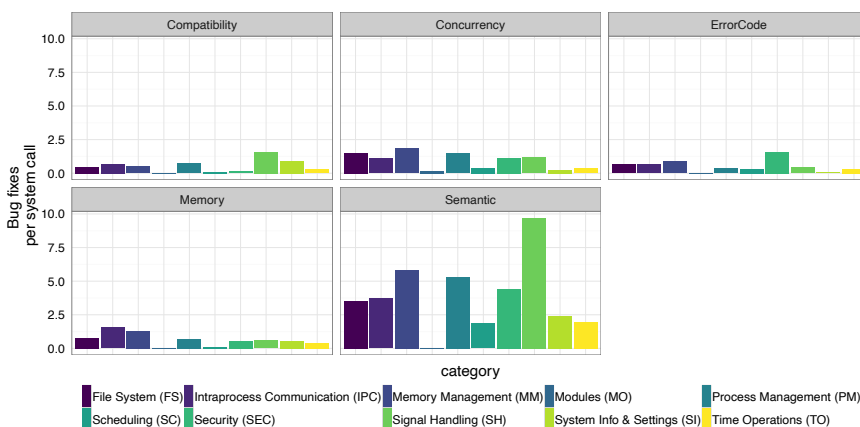 Compatibility
Concurrency
ErrorCode
10.0
7.5
5.0
2.5
0.0
Memory
Semantic
10.0
7.5
5.0
2.5
0.0
Bug fixes
per system call
category
File System (FS) Intraprocess Communication (IPC) Memory Management (MM) Modules (MO) Process Management (PM)
Scheduling (SC) Security (SEC) Signal Handling (SH) System Info & Settings (SI) Time Operations (TO)